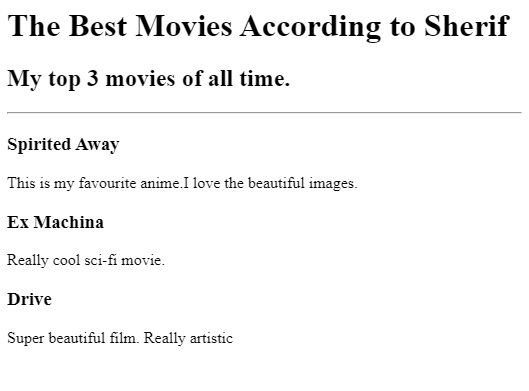 The Best Movies According to Sherif
My top 3 movies of all time.
Spirited Away
This is my favourite anime.I love the beautiful images.
Ex Machina
Really cool sci-fi movie.
Drive
Super beautiful film. Really artistic